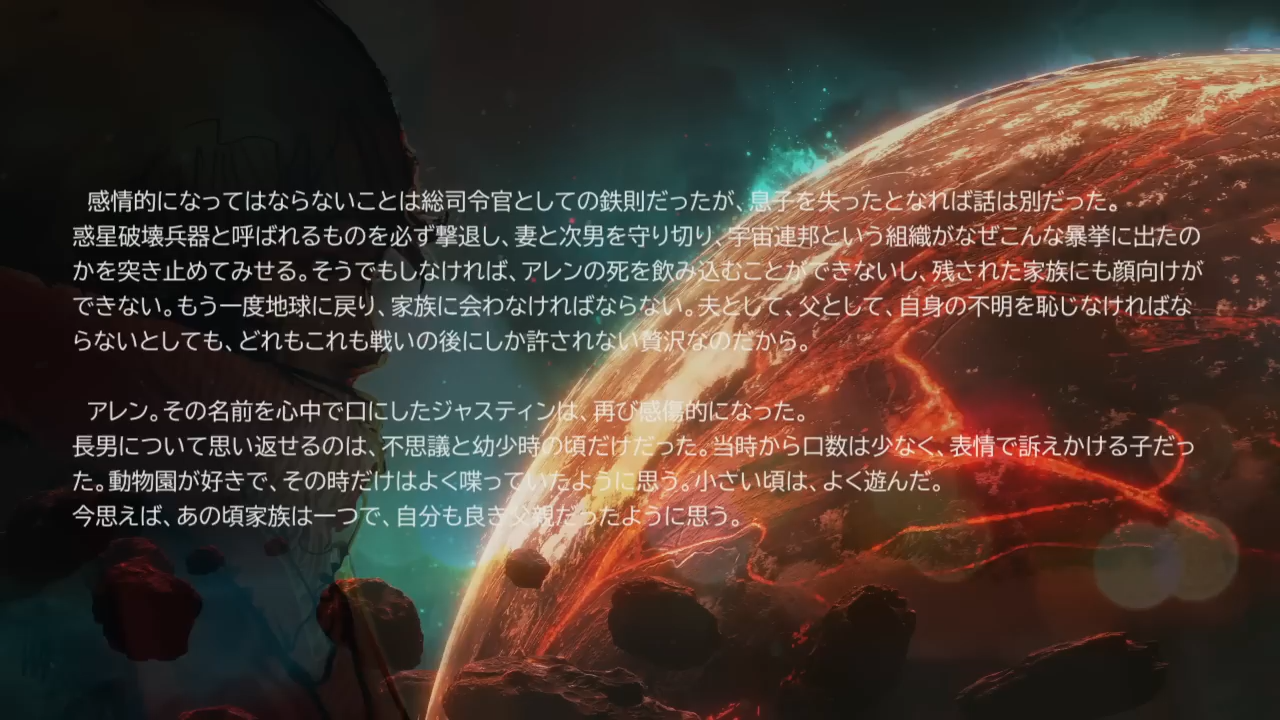 感情的になってはならないことは総司令官としての鉄則だったが、息子を失ったとなれば話は別だった。
惑星破壊兵器と呼ばれるものを必ず撃退し、妻と次男を守り切り、宇宙連邦という組織がなぜこんな暴挙に出たの
かを突き止めてみせる。そうでもしなければ、アレンの死を飲み込むことができないし、残された家族にも顔向けが
できない。もう一度地球に戻り、家族に会わなければならない。夫として、父として、自身の不明を恥じなければな
らないとしても、どれもこれも戦いの後にしか許されない贅沢なのだから。
アレン。その名前を心中で口にしたジャスティンは、再び感傷的になった。
長男について思い返せるのは、不思議と幼少時の頃だけだった。当時から口数は少なく、表情で訴えかける子だっ
た。動物園が好きで、その時だけはよく喋っていたように思う。小さい頃は、よく遊んだ。
今思えば、あの頃家族は一つで、自分も良き父親だったように思う。